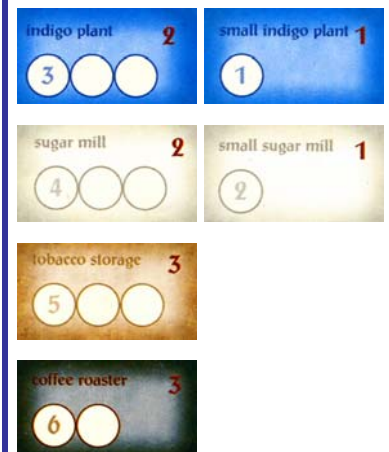 indigo plant 2
3
small indigo plant 1
1
sugar mill 2
4
small sugar mill 1
2
tobacco storage 3
5
coffee roaster 3
6